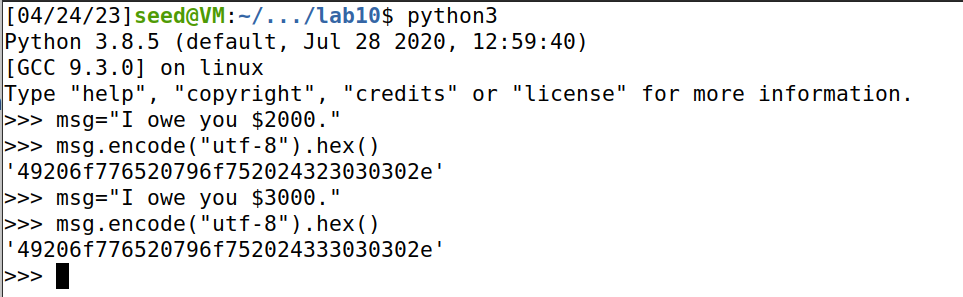 [04/24/23]seed@VM:~/.../lab10$ python3
Python 3.8.5 (default, Jul 28 2020, 12:59:40)
[GCC 9.3.0] on linux
Type "help", "copyright", "credits" or "license" for more information.
>>> msg="I owe you $2000."
>>> msg.encode("utf-8").hex()
'49206f776520796f752024323030302e'
>>> msg="I owe you $3000."
>>> msg.encode("utf-8").hex()
'49206f776520796f752024333030302e'
>>>